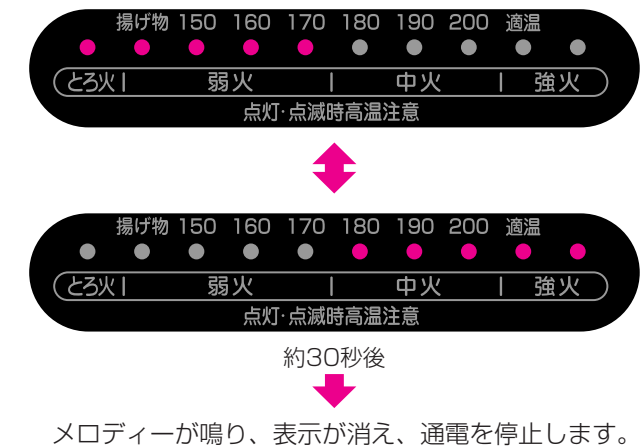 揚げ物 150 160 170 180 190 200 適温
とろ火 弱火 中火 強火
点灯·点滅時高温注意
揚げ物 150 160 170 180 190 200 適温
とろ火 弱火 中火 強火
点灯·点滅時高温注意
約30秒後
メロディーが鳴り、表示が消え、通電を停止します。